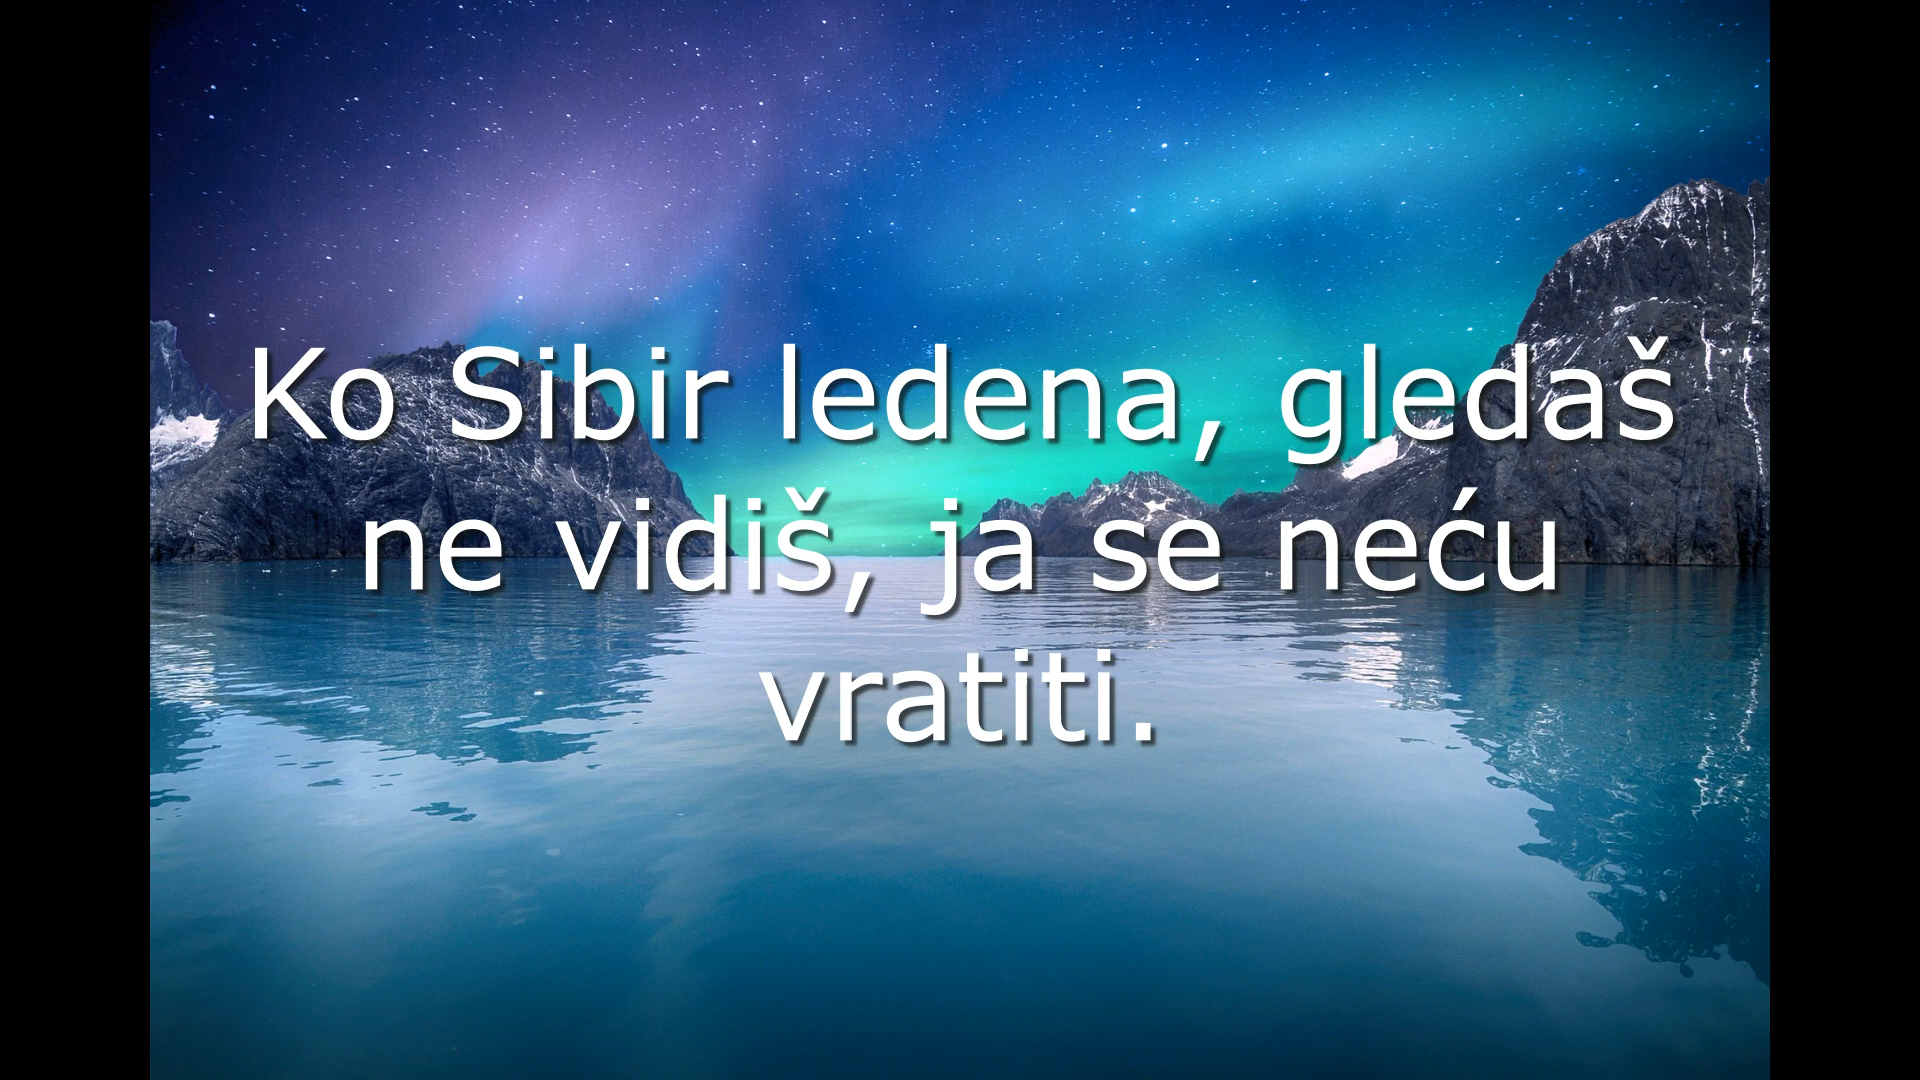 Ko Sibir ledena, gledaš
ne vidiš, ja se neću
vratiti.